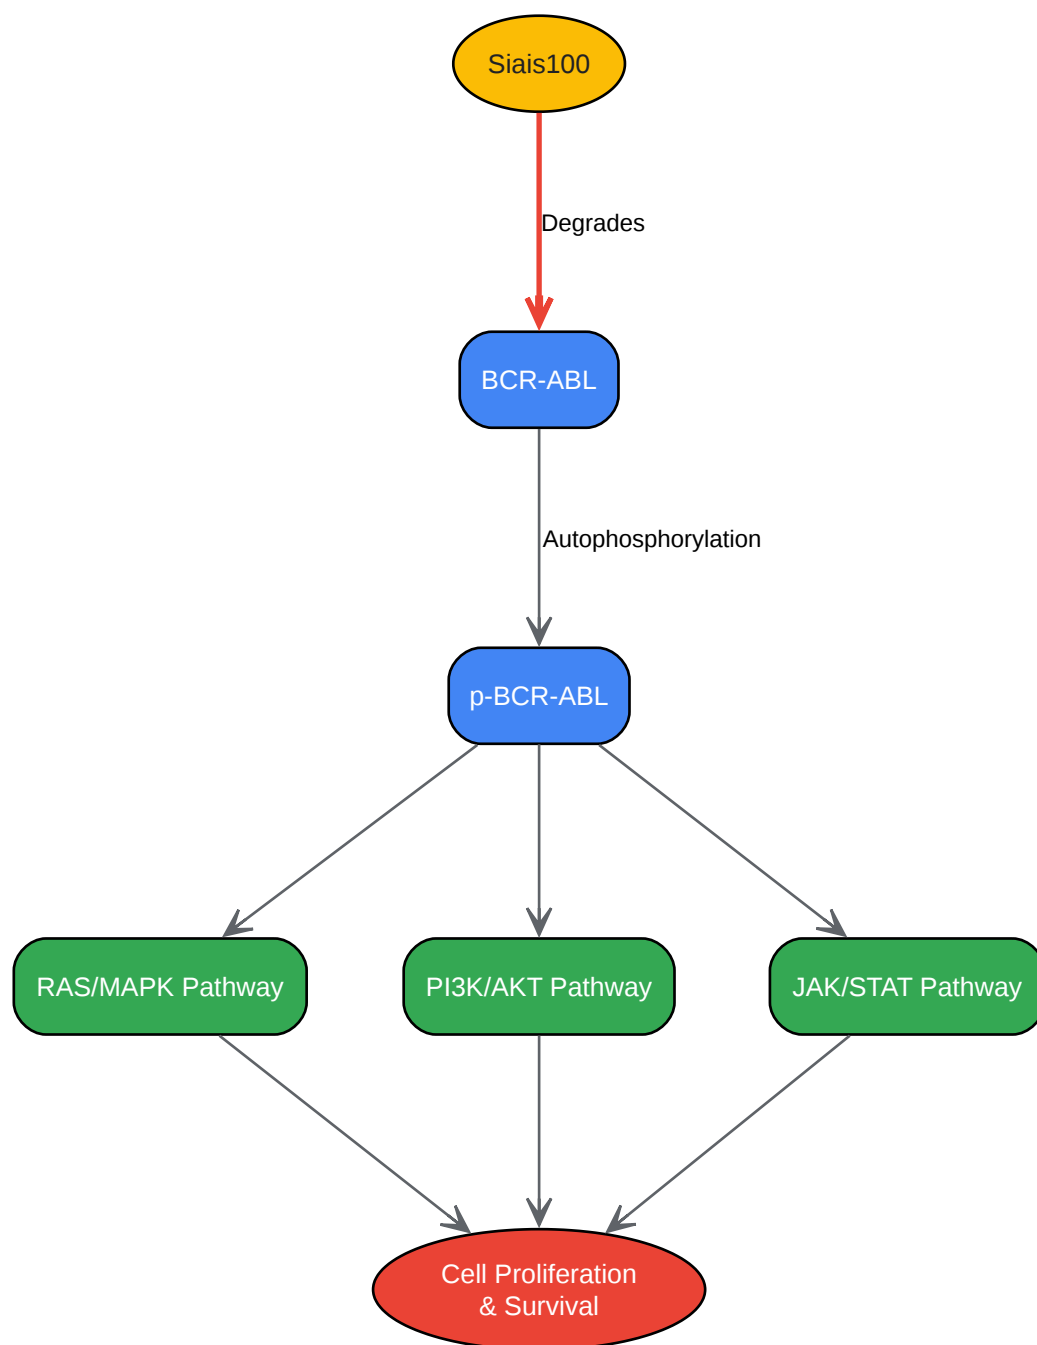 Siais100
Degrades
BCR-ABL
Autophosphorylation
p-BCR-ABL
RAS/MAPK Pathway
PI3K/AKT Pathway
JAK/STAT Pathway
Cell Proliferation
& Survival